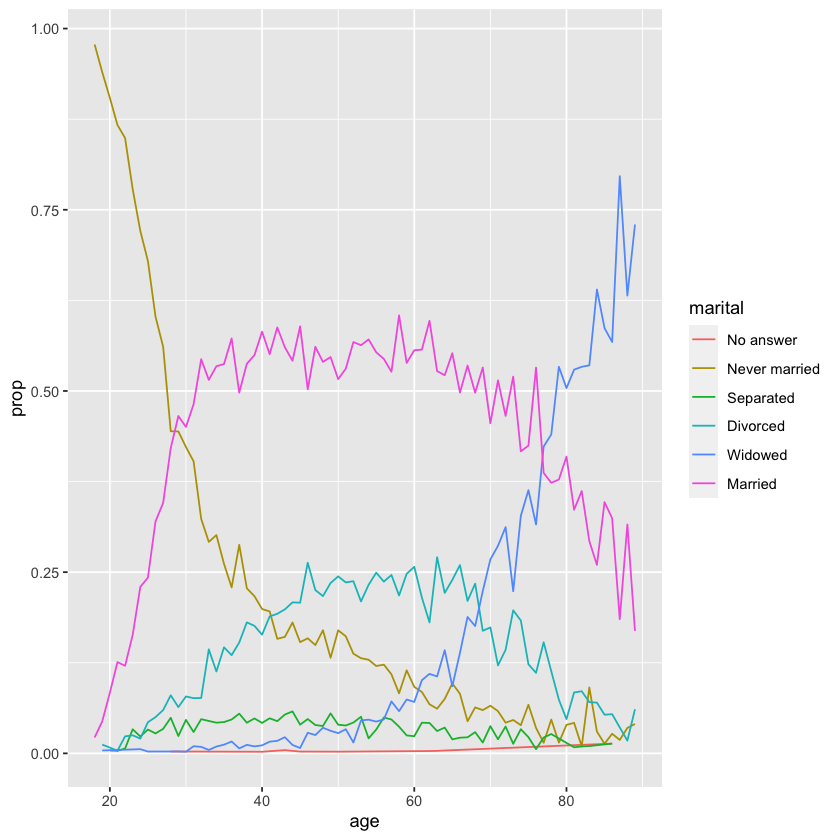 1.00
0.75
0.50
0.25
0.00
prop
20
40
60
80
age
marital
No answer
Never married
Separated
Divorced
Widowed
Married